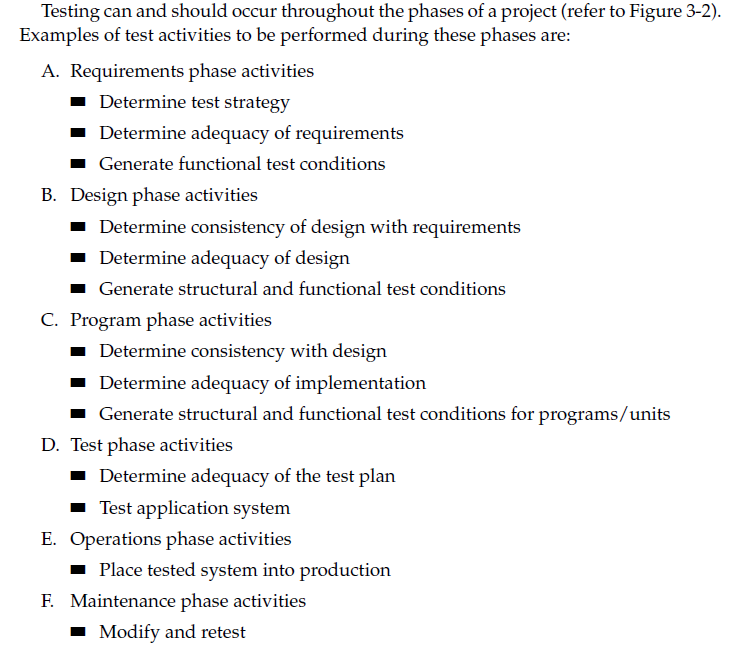 Testing can and should occur throughout the phases of a project (refer to Figure 3-2).
Examples of test activities to be performed during these phases are:
A. Requirements phase activities
■ Determine test strategy
■ Determine adequacy of requirements
■ Generate functional test conditions
B. Design phase activities
■ Determine consistency of design with requirements
■ Determine adequacy of design
■ Generate structural and functional test conditions
C. Program phase activities
■ Determine consistency with design
■ Determine adequacy of implementation
■ Generate structural and functional test conditions for programs/units
D. Test phase activities
■ Determine adequacy of the test plan
■ Test application system
E. Operations phase activities
■ Place tested system into production
F. Maintenance phase activities
■ Modify and retest